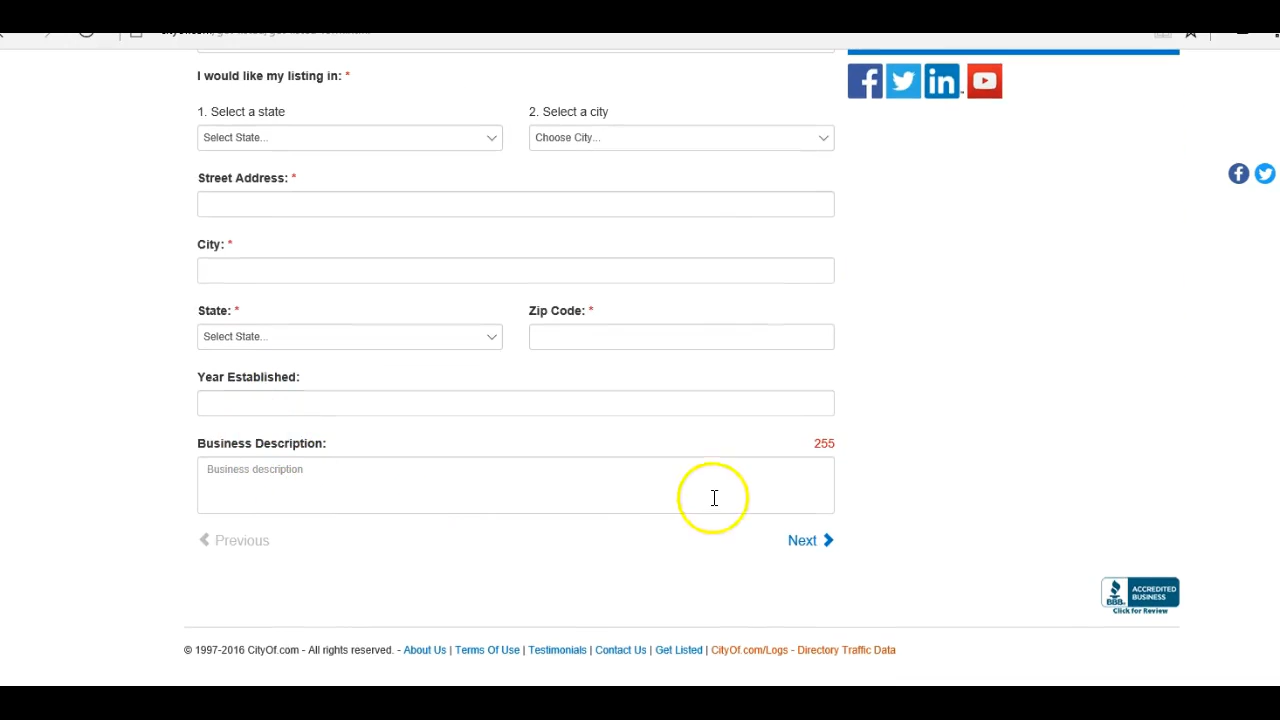 I would like my listing in: *
1. Select a state
2. Select a city
Select State...
Choose City...
Street Address: *
City: *
State: *
Zip Code: *
Select State...
Year Established:
Business Description:
255
Business description
Previous
Next
BBB.
ACCREDITED
BUSINESS
Click for Review
© 1997-2016 CityOf.com - All rights reserved. - About Us | Terms Of Use | Testimonials | Contact Us | Get Listed | CityOf.com/Logs - Directory Traffic Data